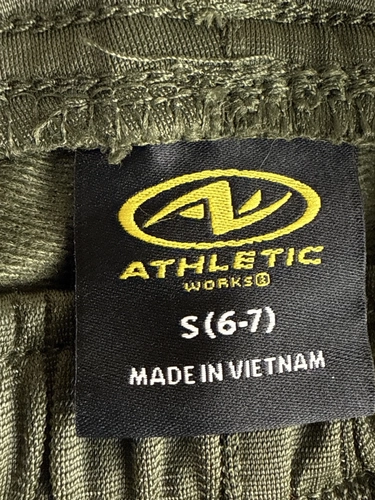 ATHLETIC
WORKS®
S (6-7)
MADE IN VIETNAM